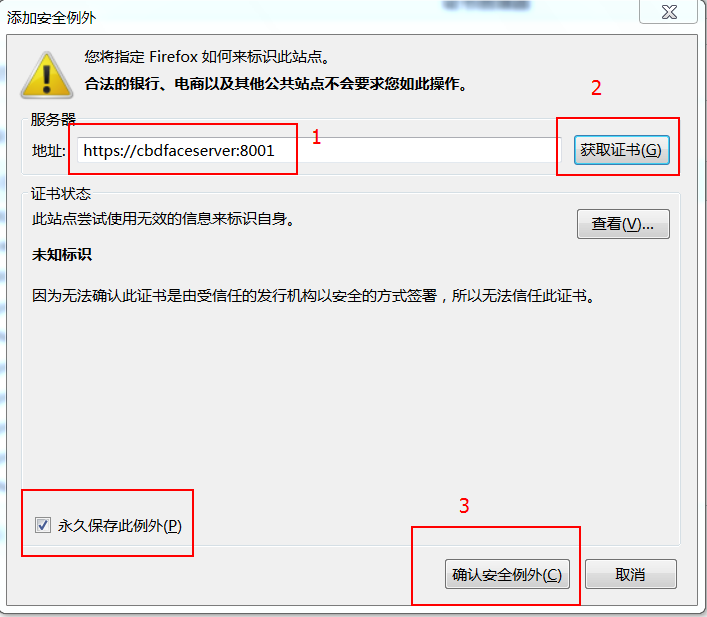 添加安全例外
您将指定 Firefox 如何来标识此站点。
合法的银行、电商以及其他公共站点不会要求您如此操作。
2
服务器
1
地址: https://cbdfaceserver:8001 获取证书(G)
证书状态
此站点尝试使用无效的信息来标识自身。
查看(V)...
未知标识
因为无法确认此证书是由受信任的发行机构以安全的方式签署，所以无法信任此证书。
3
永久保存此例外(P)
确认安全例外(C) 取消